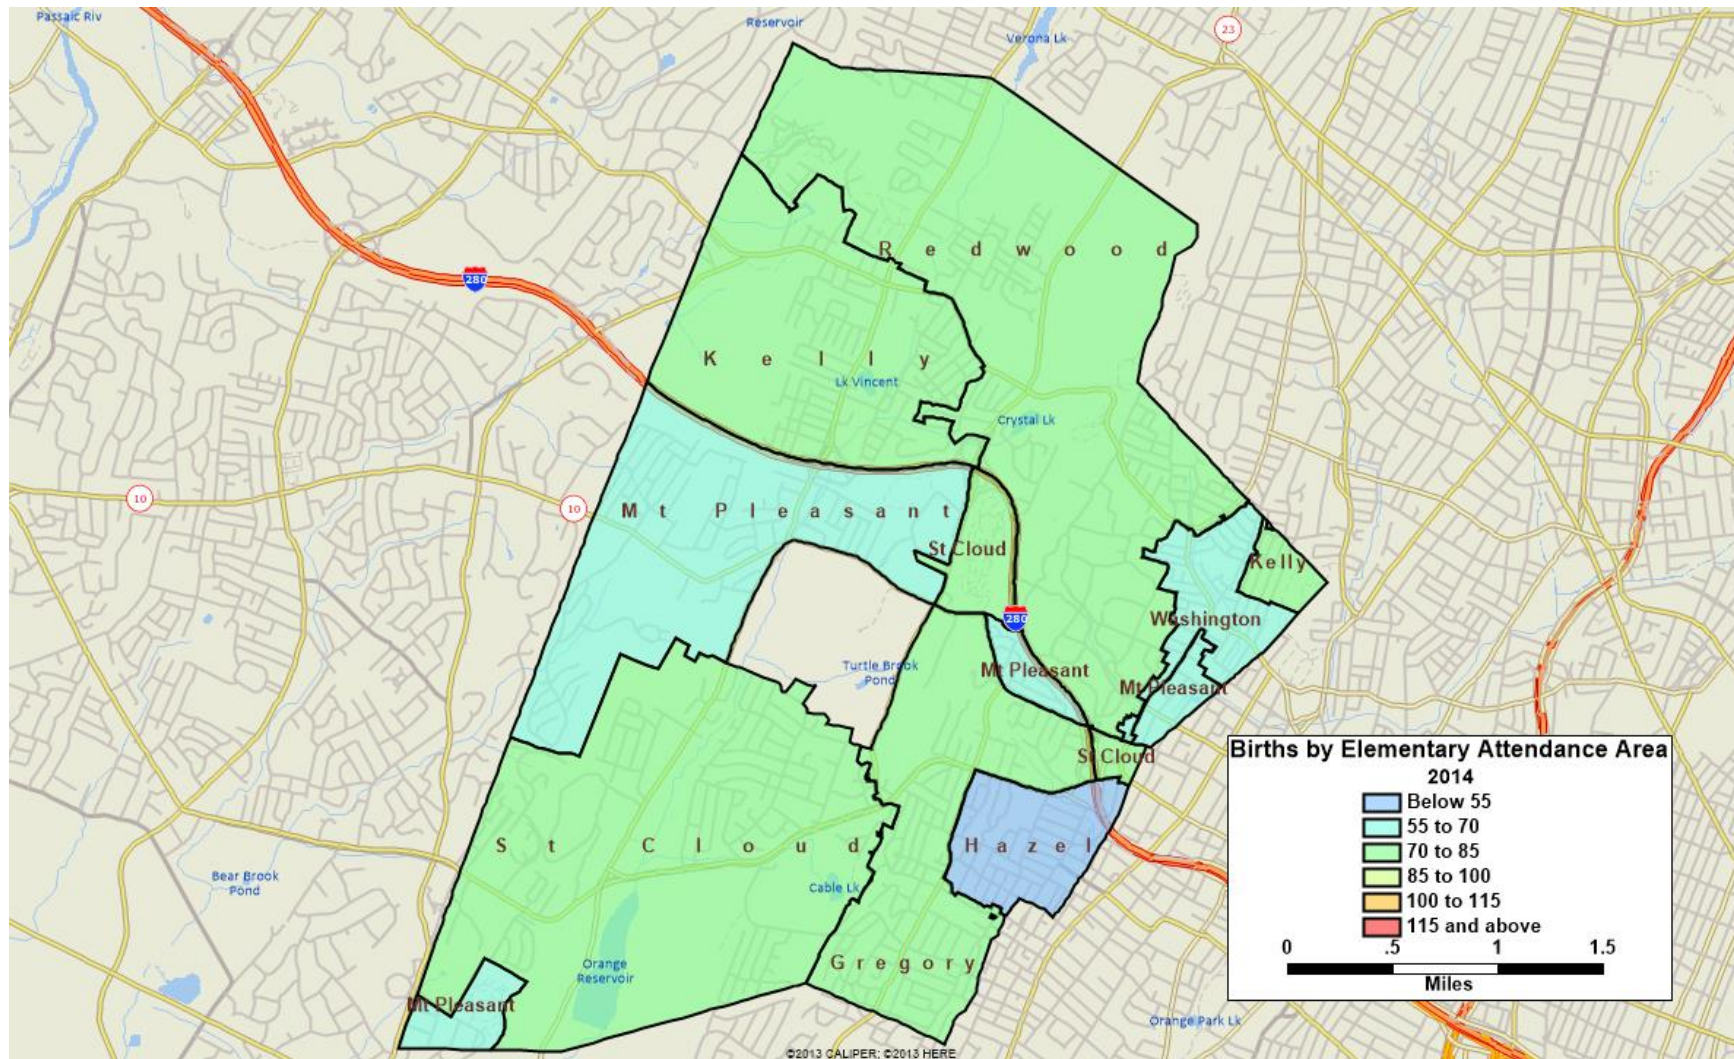 Passaic Riv
Reservoir
Verona Lk
23
Redwood
280
Kelly
Lk Vincent
Crystal Lk
10
10
Mt Pleasant
St Cloud
Kelly
280
Washington
Turtle Brook
Pond
Mt Pleasant
Mt Pleasant
St Cloud
Births by Elementary Attendance Area
2014
Below 55
55 to 70
70 to 85
85 to 100
100 to 115
115 and above
0 .5 1 1.5
Miles
St Cloud
Hazel
Bear Brook
Pond
Cable Lk
Gregory
Orange
Reservoir
Mt Pleasant
Orange Park Lk
©2013 CALIPER; ©2013 HERE